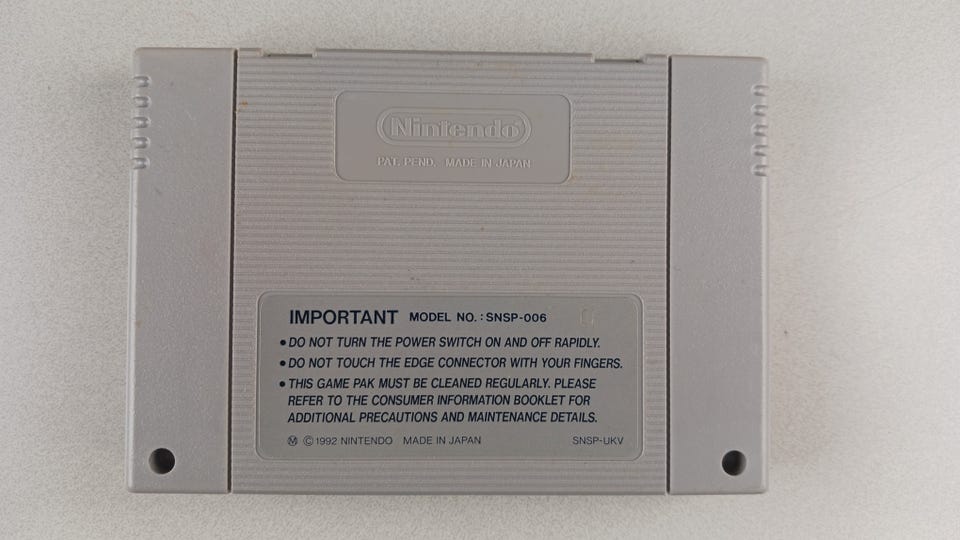 Nintendo
PAT. PEND. MADE IN JAPAN
IMPORTANT MODEL NO.: SNSP-006
• DO NOT TURN THE POWER SWITCH ON AND OFF RAPIDLY.
• DO NOT TOUCH THE EDGE CONNECTOR WITH YOUR FINGERS.
• THIS GAME PAK MUST BE CLEANED REGULARLY. PLEASE
REFER TO THE CONSUMER INFORMATION BOOKLET FOR
ADDITIONAL PRECAUTIONS AND MAINTENANCE DETAILS.
Ⓜ ©1992 NINTENDO MADE IN JAPAN SNSP-UKV